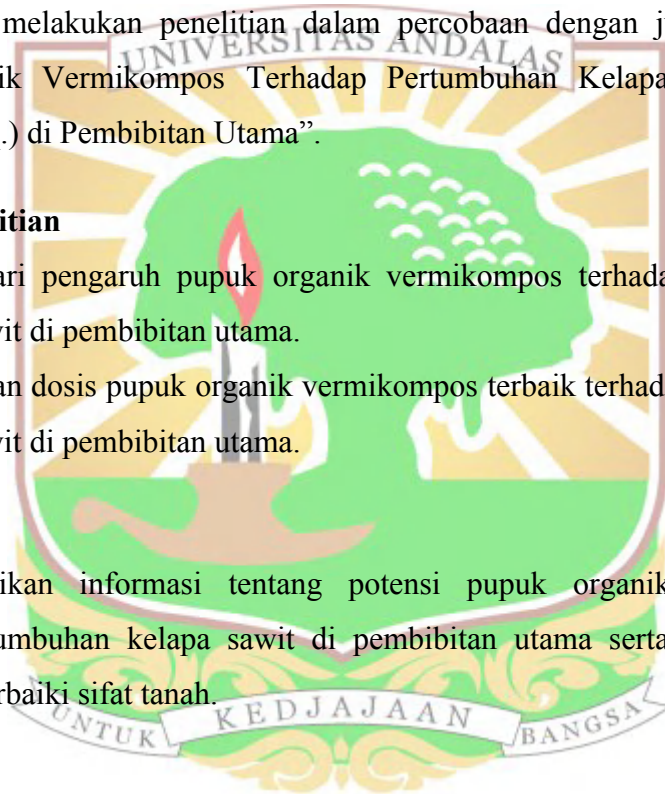 melakukan penelitian dalam percobaan dengan j
UNIVERSITAS ANDALAS
ik Vermikompos Terhadap Pertumbuhan Kelapa
.) di Pembibitan Utama”.
itian
ari pengaruh pupuk organik vermikompos terhada
vit di pembibitan utama.
an dosis pupuk organik vermikompos terbaik terhad
vit di pembibitan utama.
ikan informasi tentang potensi pupuk organik
umbuhan kelapa sawit di pembibitan utama serta
rbaiki sifat tanah.
UNTUK KEDJAJAAN BANGSA